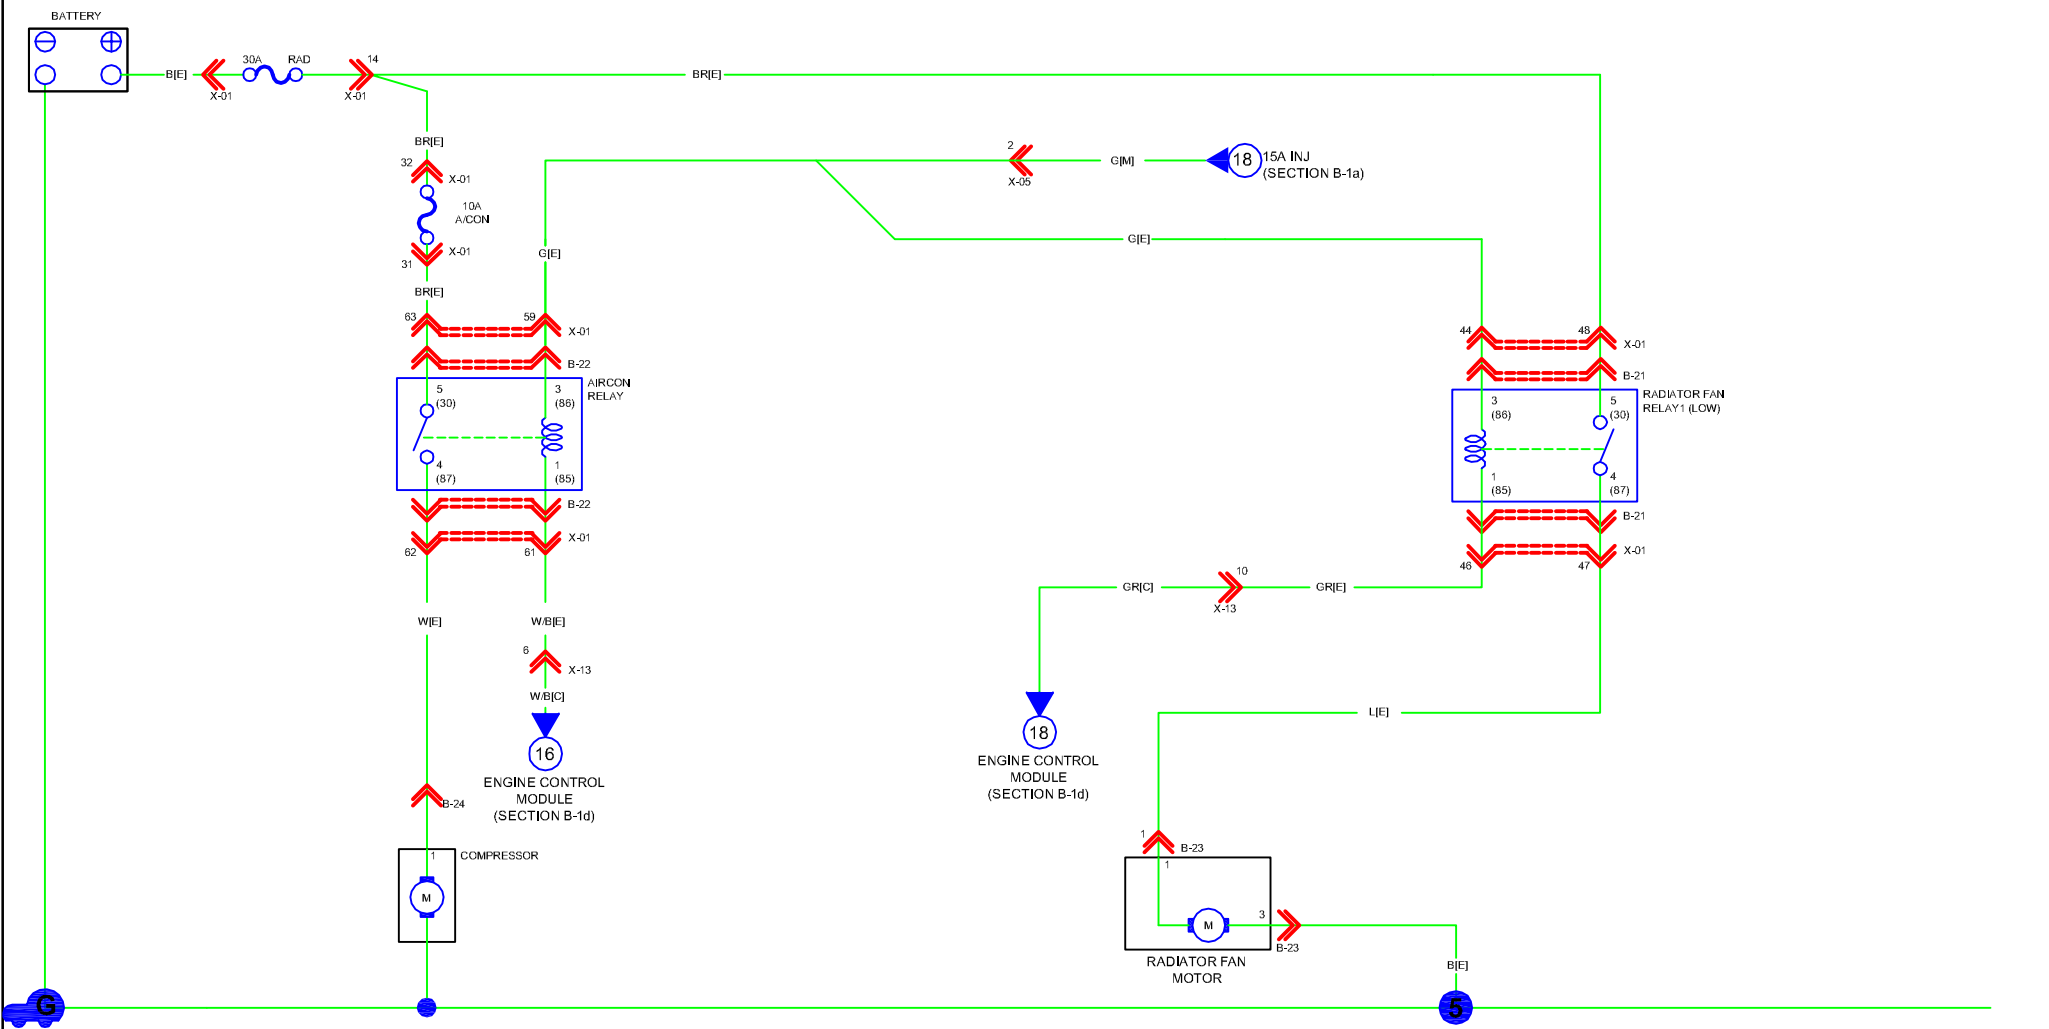 BATTERY
B[E]
X-01
30A
RAD
14
X-01
BR[E]
BR[E]
32
X-01
10A
A/CON
X-01
31
BR[E]
2
X-05
G[M]
18
15A INJ
(SECTION B-1a)
G[E]
G[E]
63
59
X-01
B-22
AIRCON
RELAY
5
(30)
3
(86)
4
(87)
1
(85)
B-22
X-01
62
61
44
48
X-01
B-21
RADIATOR FAN
RELAY1 (LOW)
3
(86)
5
(30)
1
(85)
4
(87)
B-21
X-01
46
47
GR[C]
10
X-13
GR[E]
W[E]
W/B[E]
6
X-13
W/B[C]
16
ENGINE CONTROL
MODULE
(SECTION B-1d)
18
ENGINE CONTROL
MODULE
(SECTION B-1d)
L[E]
B-24
1
COMPRESSOR
M
1
B-23
1
M
3
B-23
RADIATOR FAN
MOTOR
B[E]
G
5